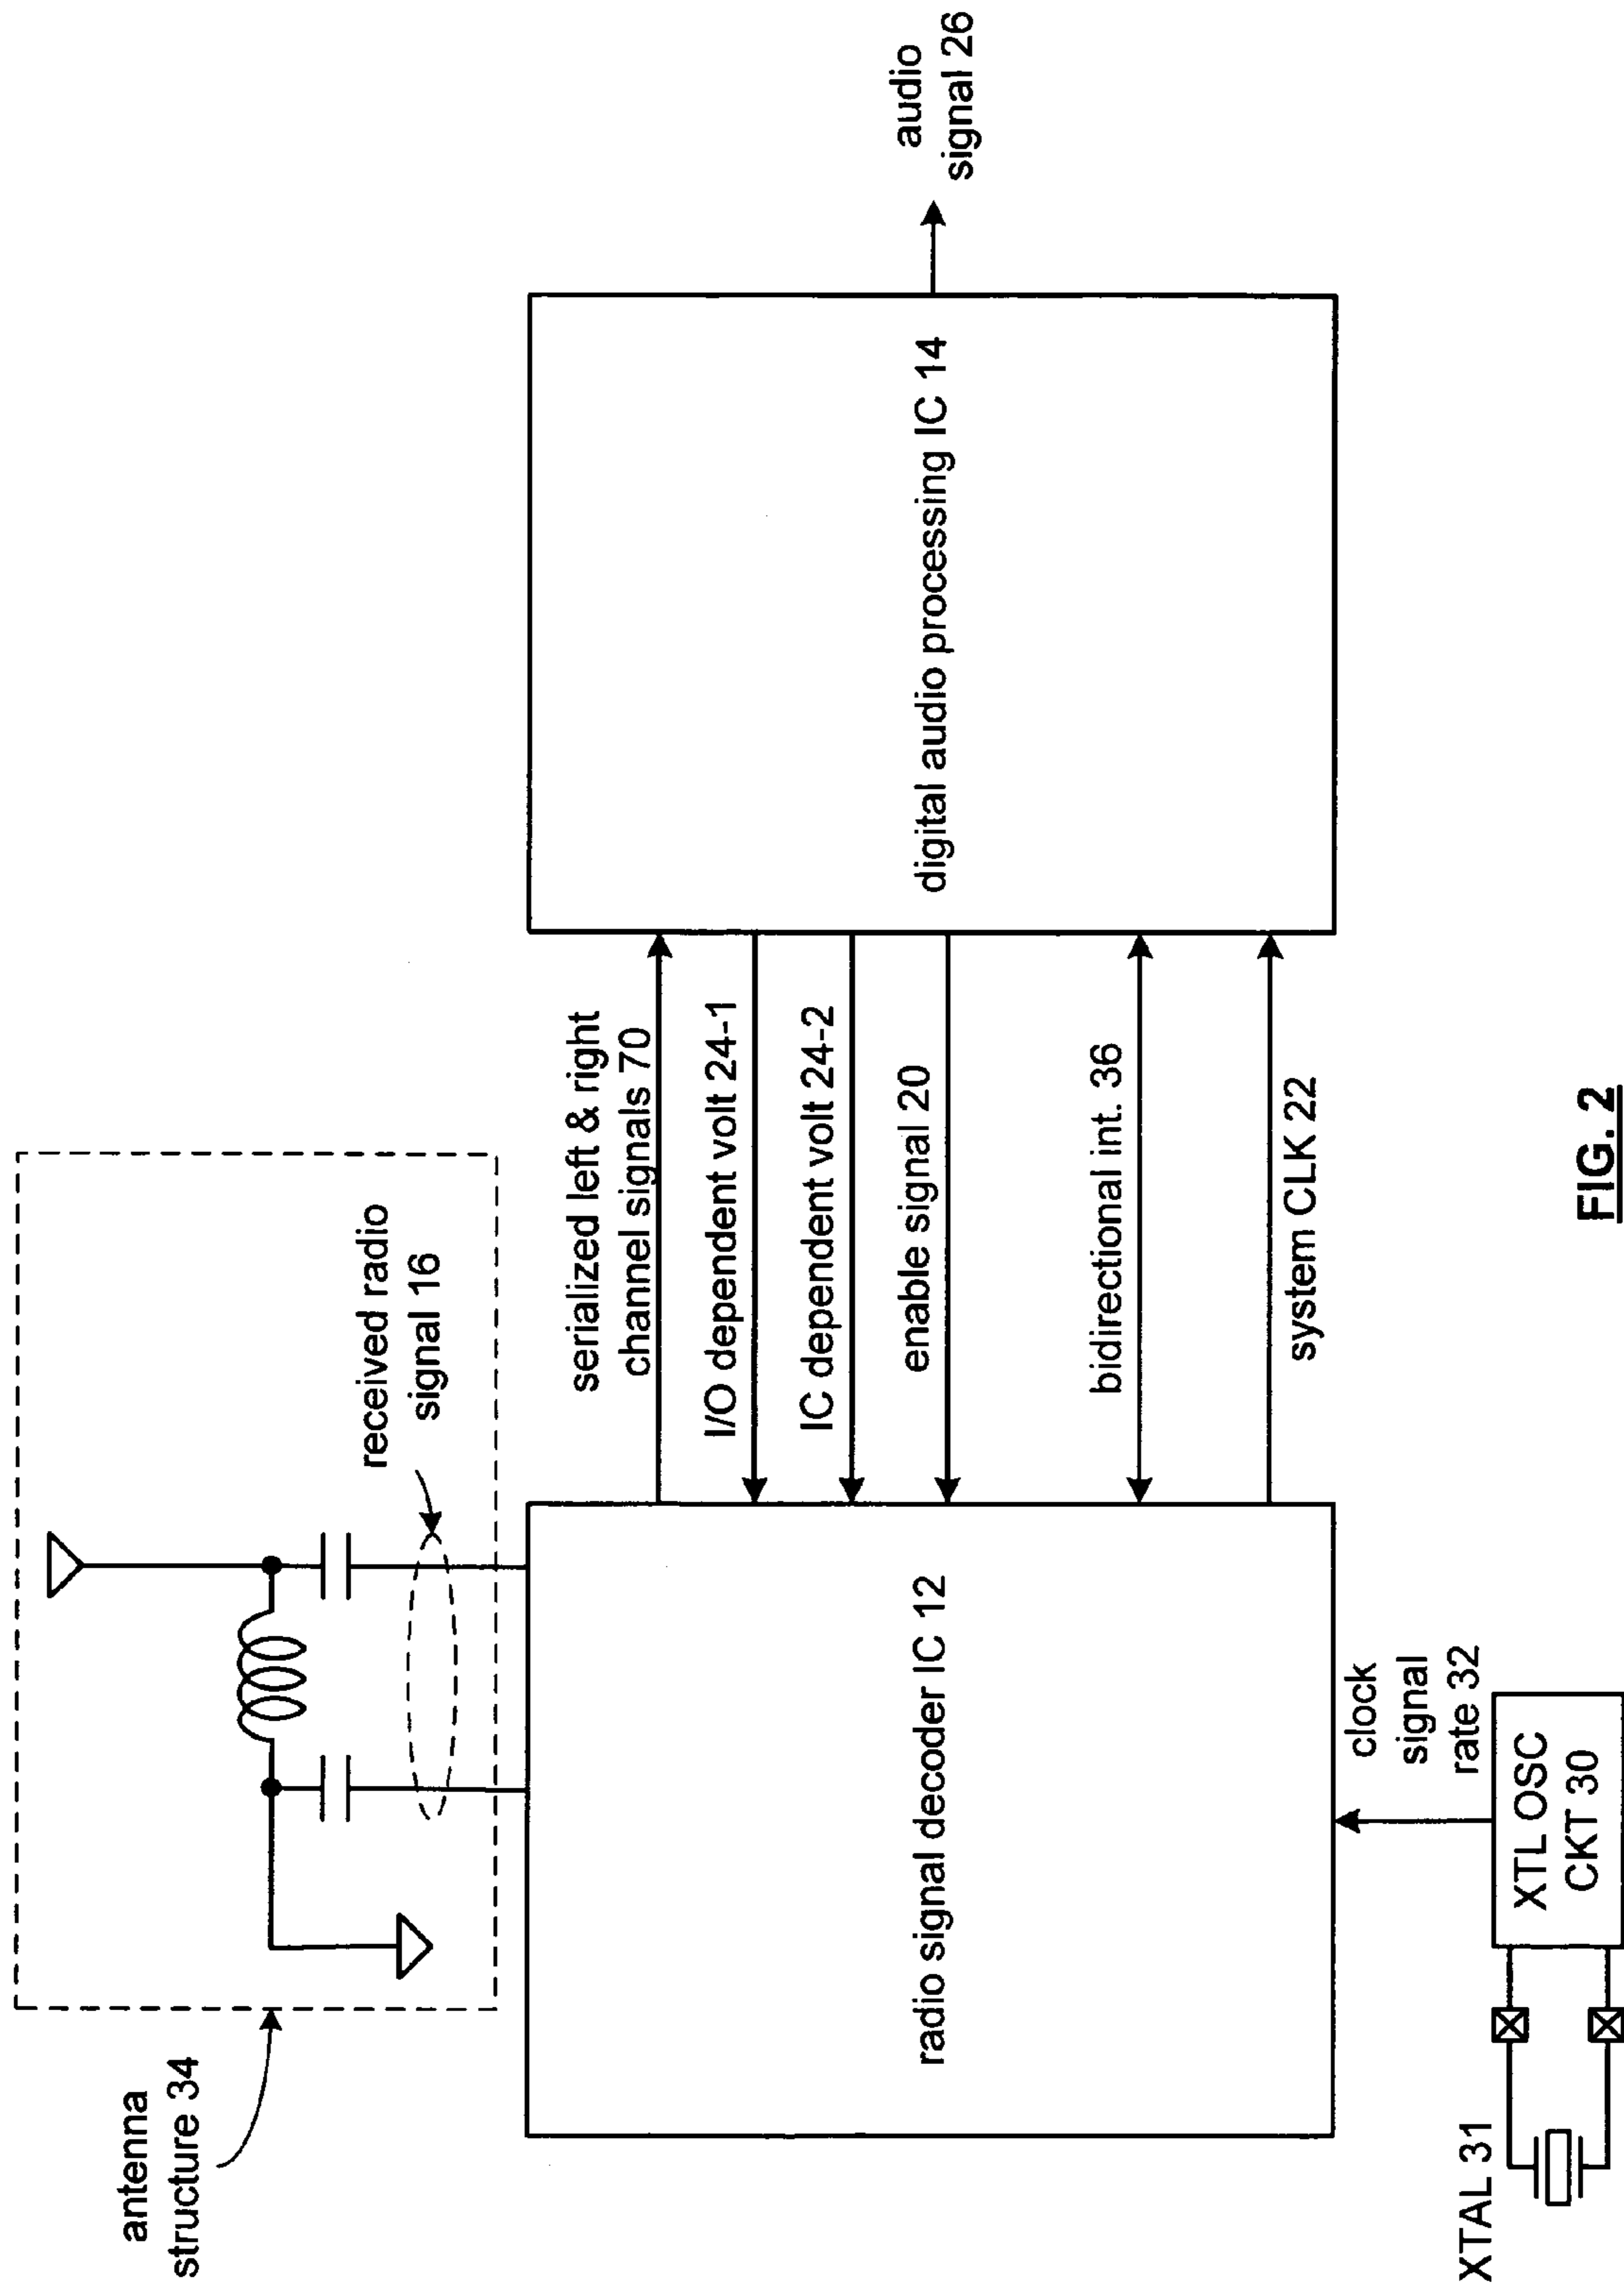 antenna
structure 34
received radio
signal 16
serialized left & right
channel signals 70
I/O dependent volt 24-1
IC dependent volt 24-2
enable signal 20
bidirectional int. 36
system CLK 22
radio signal decoder IC 12
digital audio processing IC 14
audio
signal 26
clock
signal
rate 32
XTL OSC
CKT 30
XTAL 31
FIG. 2